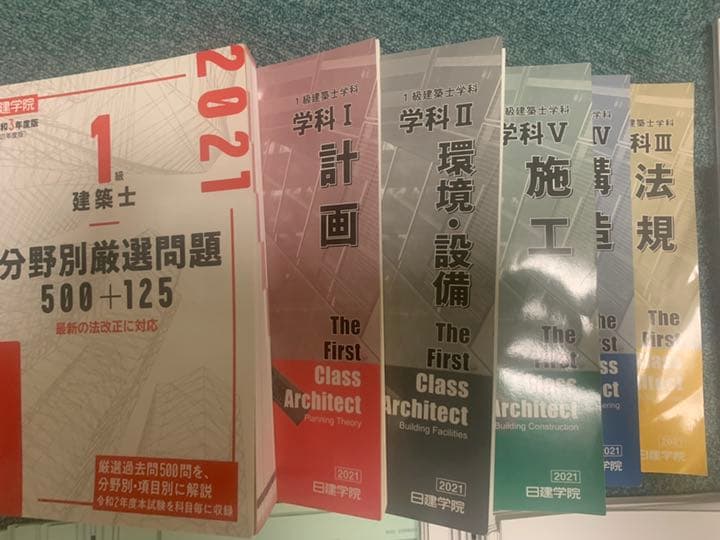 2021
建学院
和3年度版
1
級
建築士
分野別厳選問題
500+125
最新の法改正に対応
厳選過去問500問を、
分野別・項目別に解説
令和2年度本試験を科目毎に収録
1級建築士学科
学科Ⅰ
計画
The
First
Class
Architect
Planning Theory
2021
日建学院
1級建築士学科
学科Ⅱ
環境・設備
The
First
Class
Architect
Building Facilities
2021
日建学院
1級建築士学科
学科Ⅴ
施工
The
First
Class
Architect
Building Construction
2021
日建学院
Ⅳ
構造
建築士学科
科Ⅲ
法規
The
First
Class
Architect
2021
日建学院